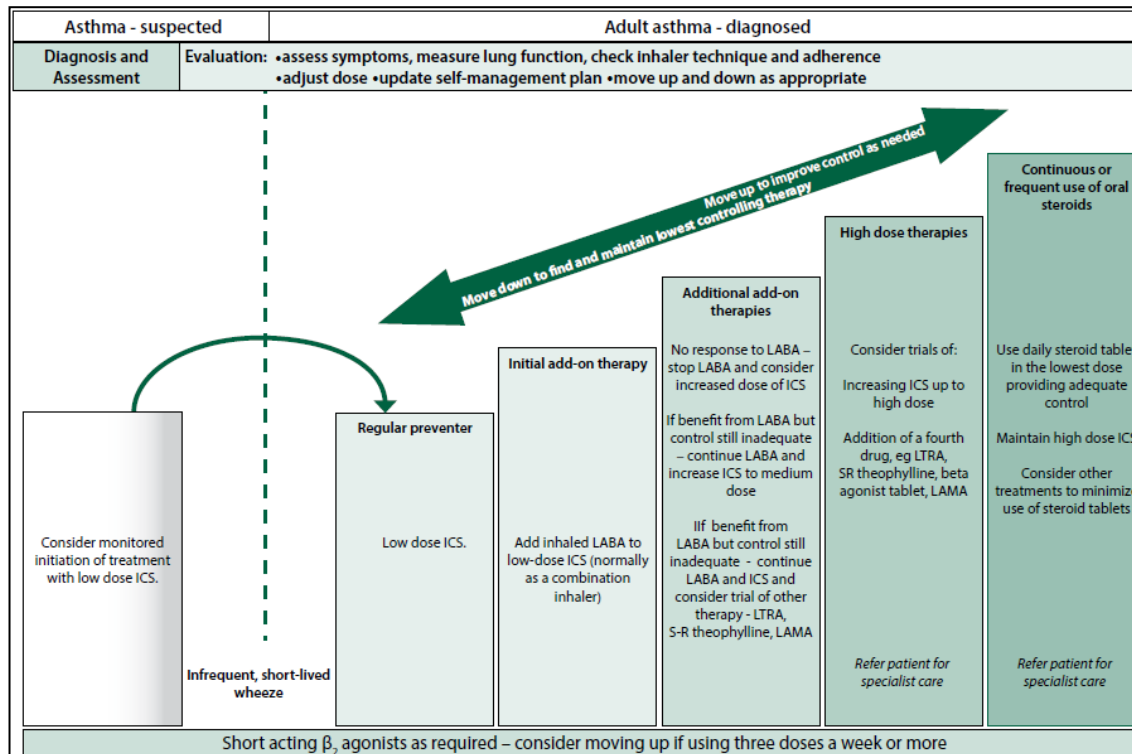 Asthma - suspected
Adult asthma - diagnosed
Diagnosis and
Assessment
Evaluation: •assess symptoms, measure lung function, check inhaler technique and adherence
•adjust dose •update self-management plan •move up and down as appropriate
Move up to improve control as needed
Move down to find and maintain lowest controlling therapy
Consider monitored
initiation of treatment
with low dose ICS.
Infrequent, short-lived
wheeze
Regular preventer
Low dose ICS.
Initial add-on therapy
Add inhaled LABA to
low-dose ICS (normally
as a combination
inhaler)
Additional add-on
therapies
No response to LABA –
stop LABA and consider
increased dose of ICS
If benefit from LABA but
control still inadequate
– continue LABA and
increase ICS to medium
dose
IIf benefit from
LABA but control still
inadequate - continue
LABA and ICS and
consider trial of other
therapy - LTRA,
S-R theophylline, LAMA
High dose therapies
Consider trials of:
Increasing ICS up to
high dose
Addition of a fourth
drug, eg LTRA,
SR theophylline, beta
agonist tablet, LAMA
Refer patient for
specialist care
Continuous or
frequent use of oral
steroids
Use daily steroid tablet
in the lowest dose
providing adequate
control
Maintain high dose ICS
Consider other
treatments to minimize
use of steroid tablets
Refer patient for
specialist care
Short acting β₂ agonists as required – consider moving up if using three doses a week or more